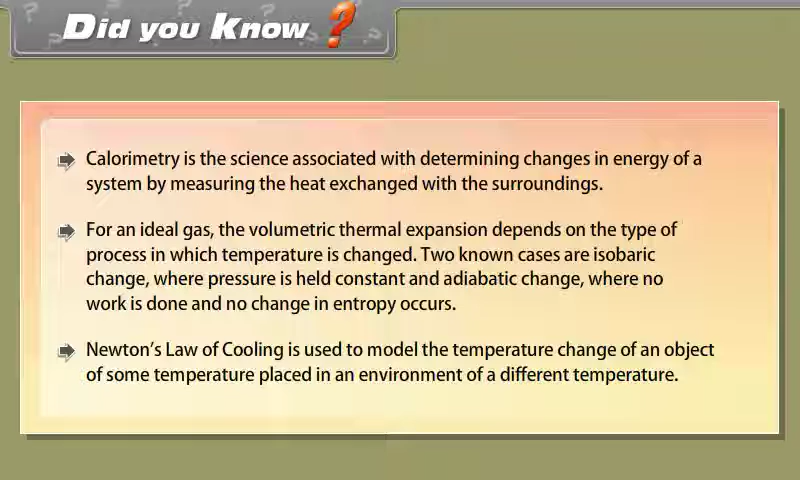 Did you Know ?
Calorimetry is the science associated with determining changes in energy of a
system by measuring the heat exchanged with the surroundings.
For an ideal gas, the volumetric thermal expansion depends on the type of
process in which temperature is changed. Two known cases are isobaric
change, where pressure is held constant and adiabatic change, where no
work is done and no change in entropy occurs.
Newton's Law of Cooling is used to model the temperature change of an object
of some temperature placed in an environment of a different temperature.